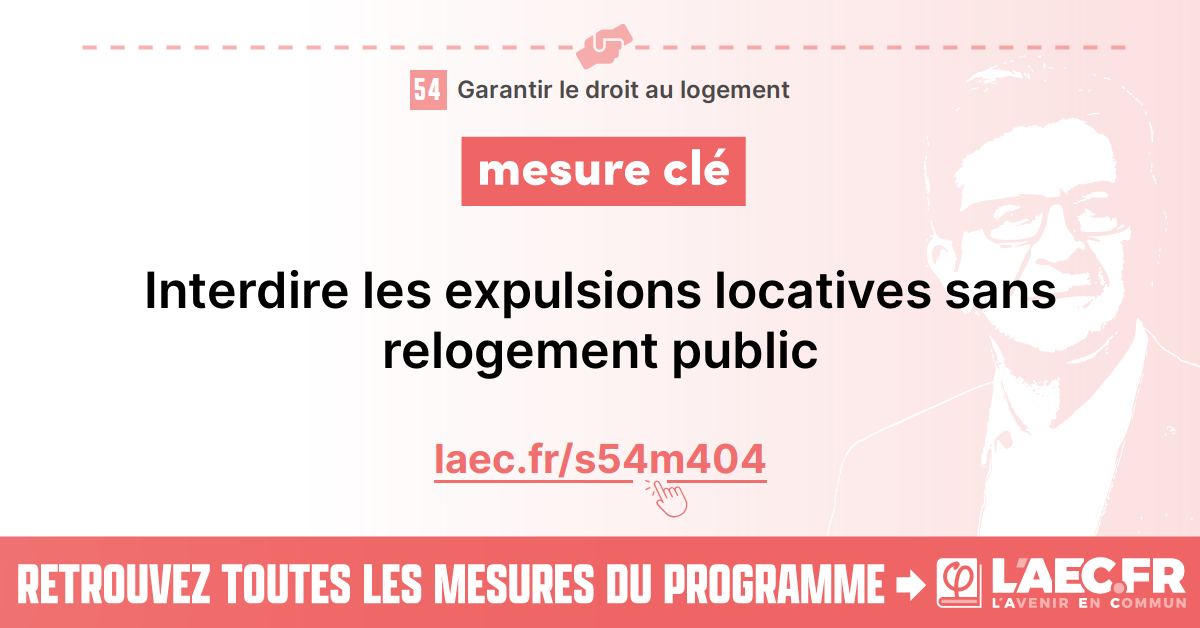 54 Garantir le droit au logement
mesure clé
Interdire les expulsions locatives sans
relogement public
laec.fr/s54m404
RETROUVEZ TOUTES LES MESURES DU PROGRAMME
φ L'AEC.FR
L'AVENIR EN COMMUN